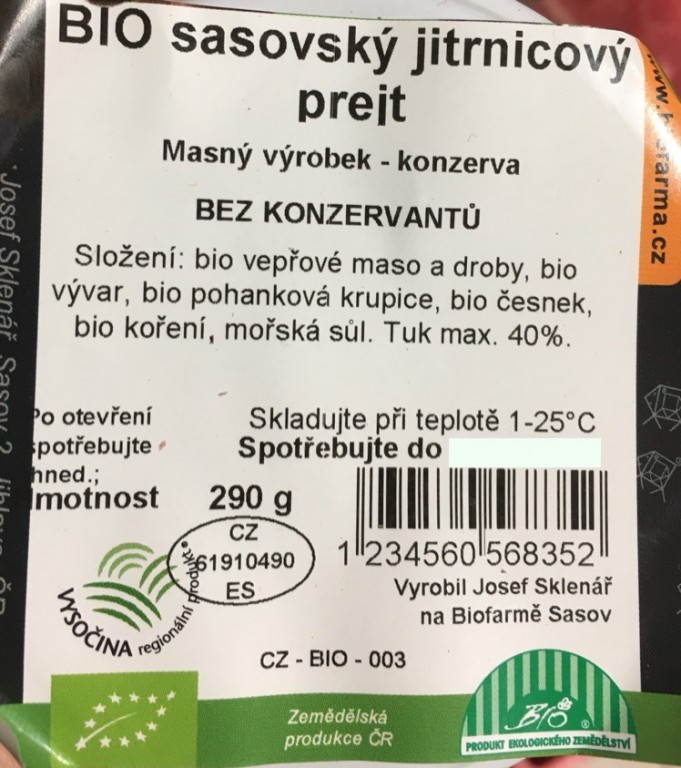 BIO sasovský jitrnicový
prejt
Masný výrobek - konzerva
BEZ KONZERVANTŮ
Složení: bio vepřové maso a droby, bio
vývar, bio pohanková krupice, bio česnek,
bio koření, mořská sůl. Tuk max. 40%.
Po otevření
spotřebujte
hned.;
Skladujte při teplotě 1-25°C
Spotřebujte do
hmotnost 290 g
CZ
61910490
ES
1 234560 568352
Vyrobil Josef Sklenář
na Biofarmě Sasov
VYSOČINA regionální produkt
CZ - BIO - 003
Zemědělská
produkce ČR
BIO ®
PRODUKT EKOLOGICKÉHO ZEMĚDĚLSTVÍ
Josef Sklenář, Sasov 2